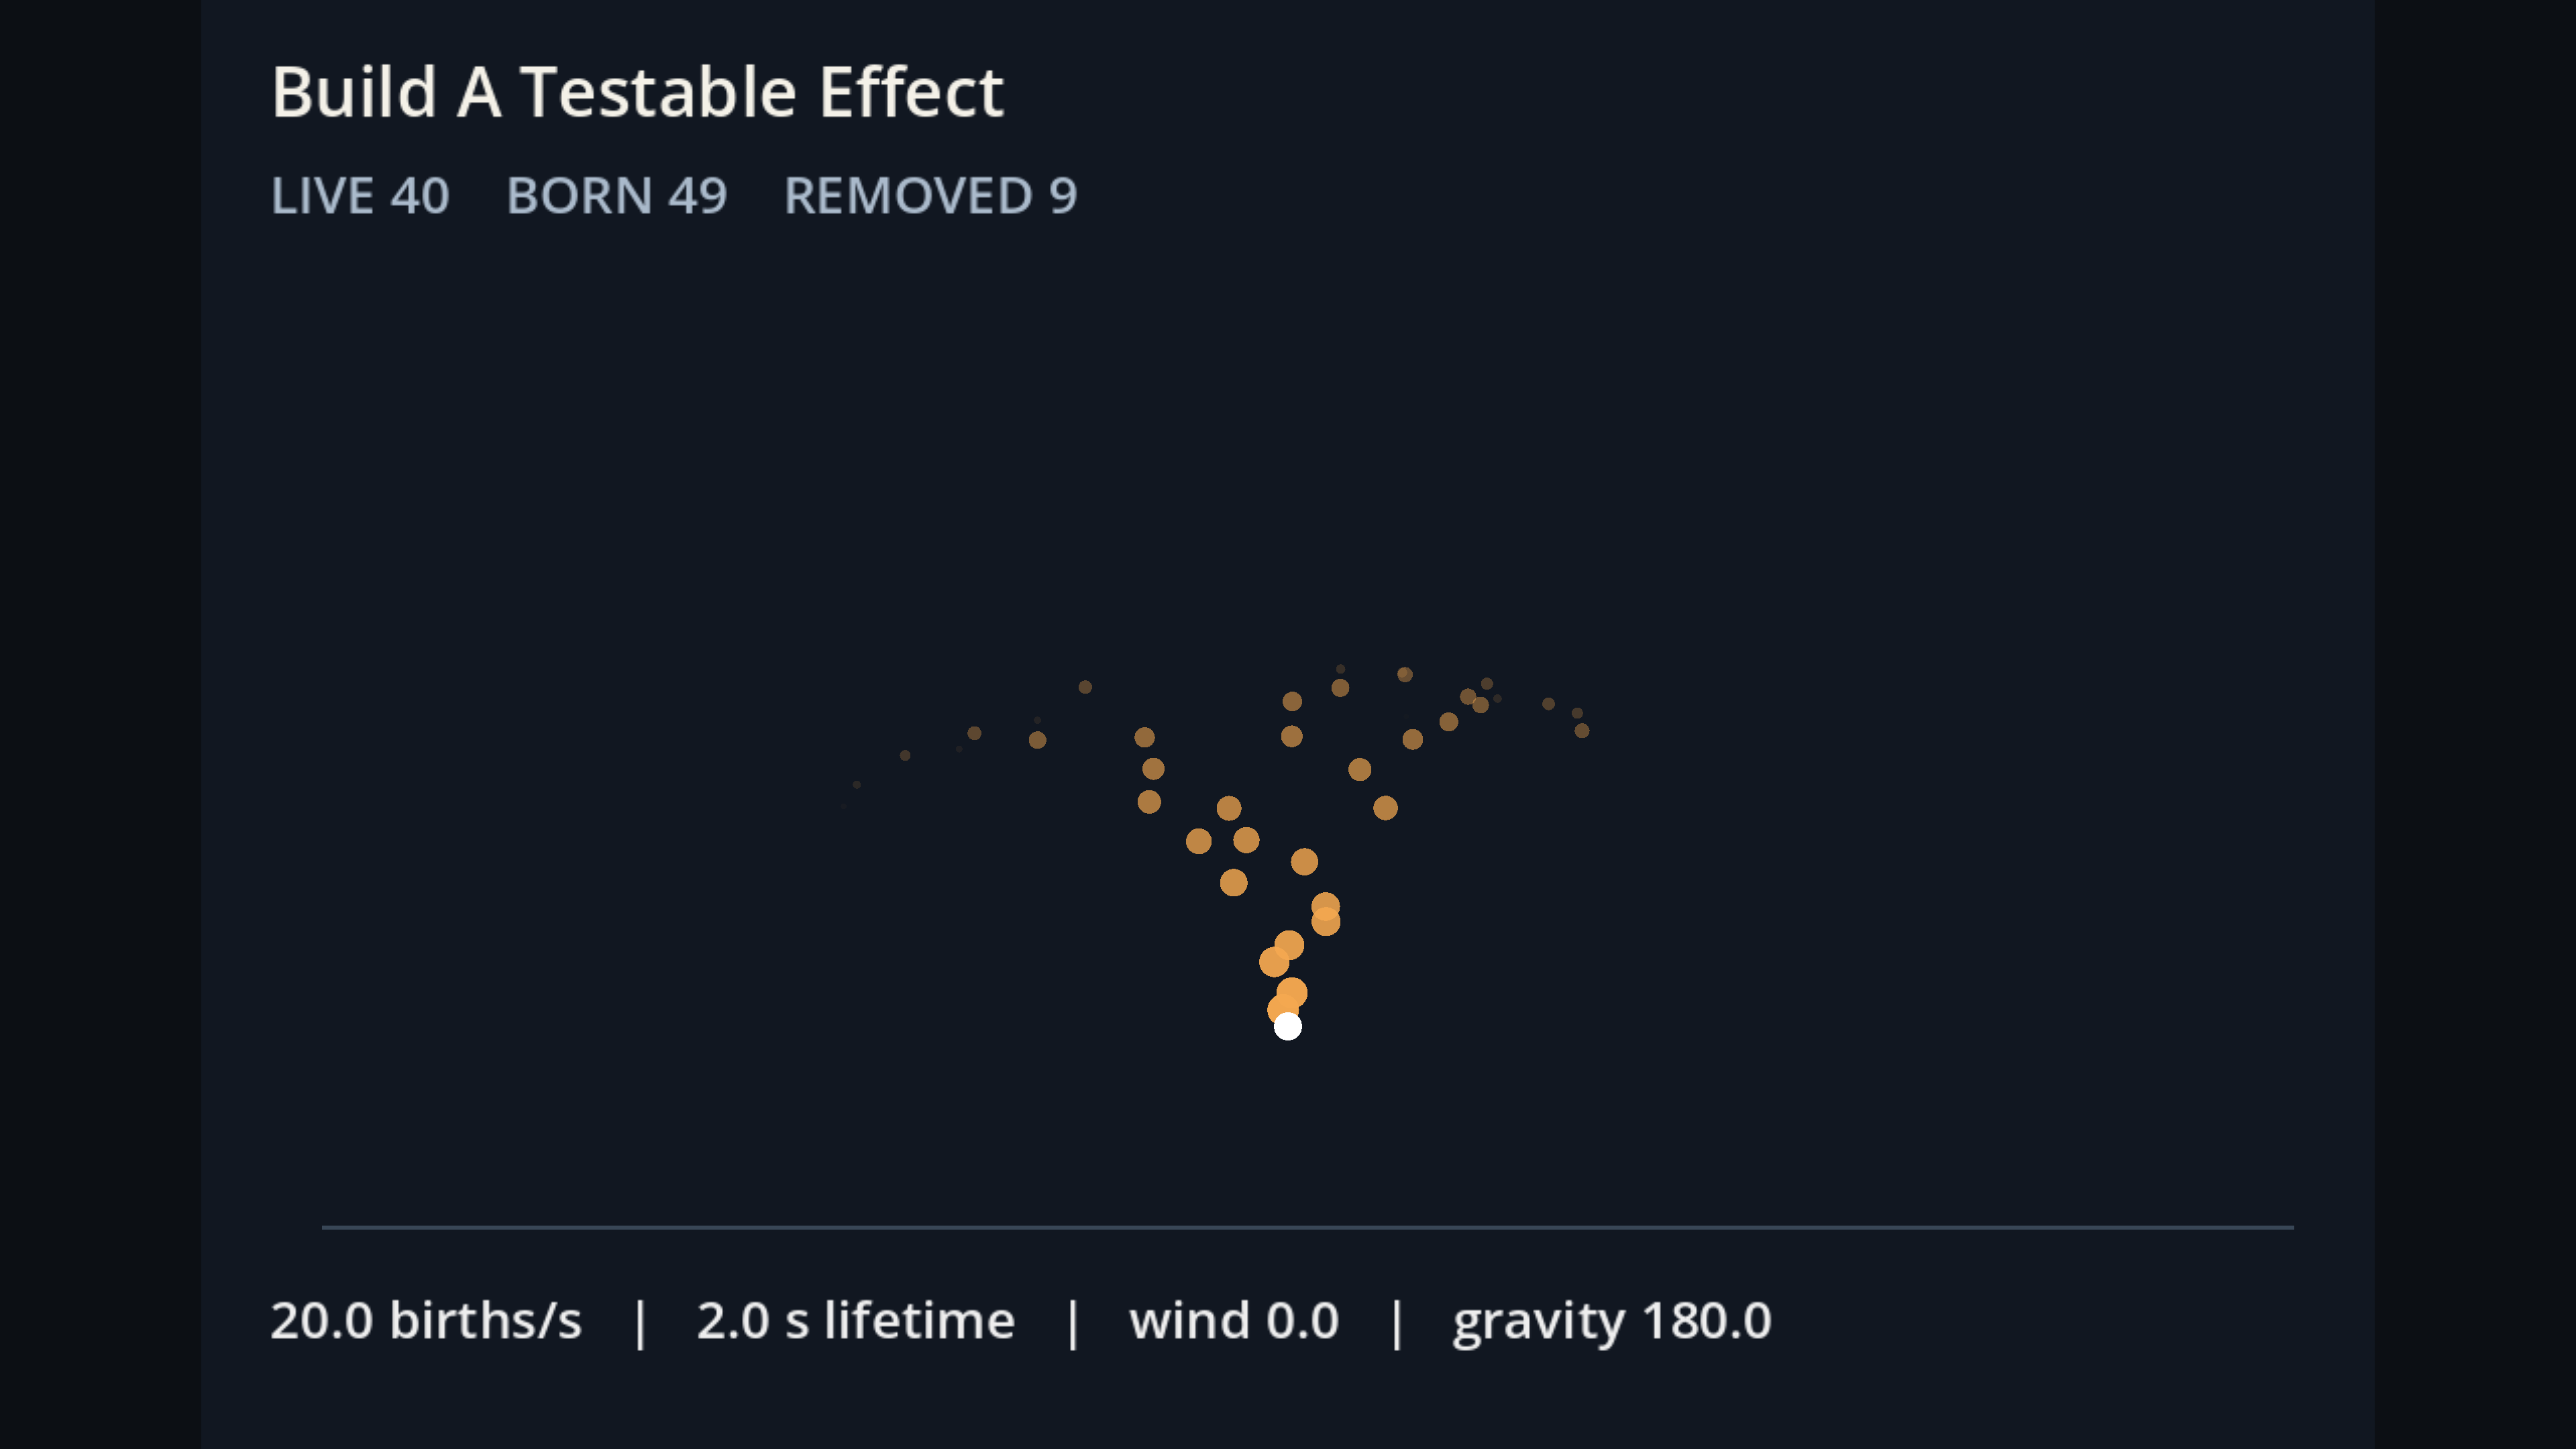 Build A Testable Effect
LIVE 40 BORN 49 REMOVED 9
20.0 births/s | 2.0 s lifetime | wind 0.0 | gravity 180.0